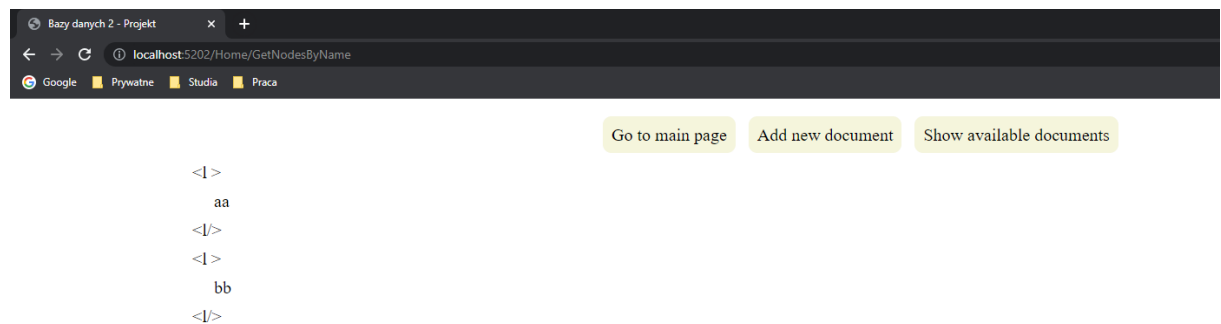 Bazy danych 2 - Projekt
localhost:5202/Home/GetNodesByName
Google Prywatne Studia Praca
Go to main page Add new document Show available documents
<l >
aa
<l/>
<l >
bb
<l/>